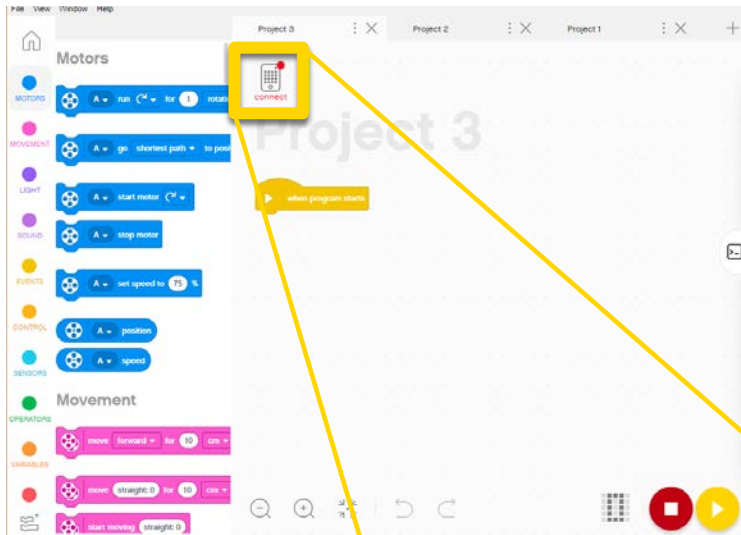 File View Window Help
Project 3
Project 2
Project 1
Motors
connect
Project 3
MOTORS
A run for 1 rotati
MOVEMENT
A go shortest path to posi
LIGHT
A start motor
when program starts
SOUND
A stop motor
EVENTS
A set speed to 75 %
CONTROL
A position
SENSORS
A speed
Movement
OPERATORS
move forward for 10 cm
VARIABLES
move straight: 0 for 10 cm
start moving straight: 0